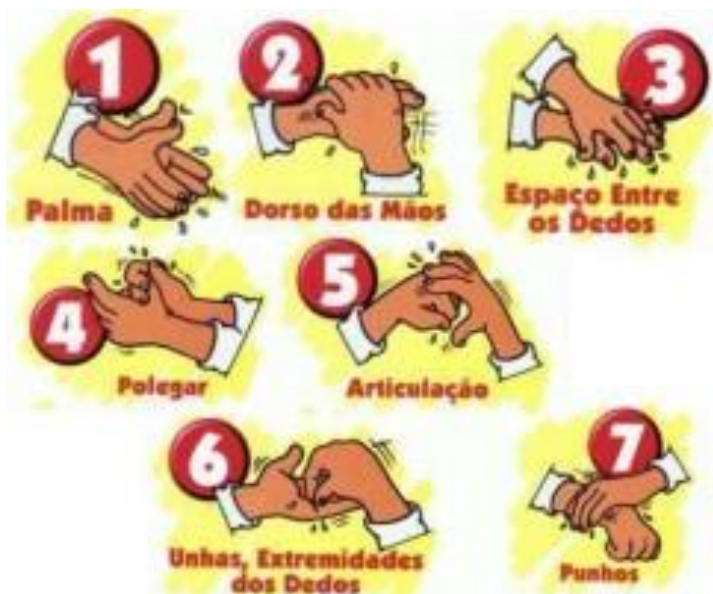 1
Palma
2
Dorso das Mãos
3
Espaço Entre
os Dedos
4
Polegar
5
Articulação
6
Unhas, Extremidades
dos Dedos
7
Punhos